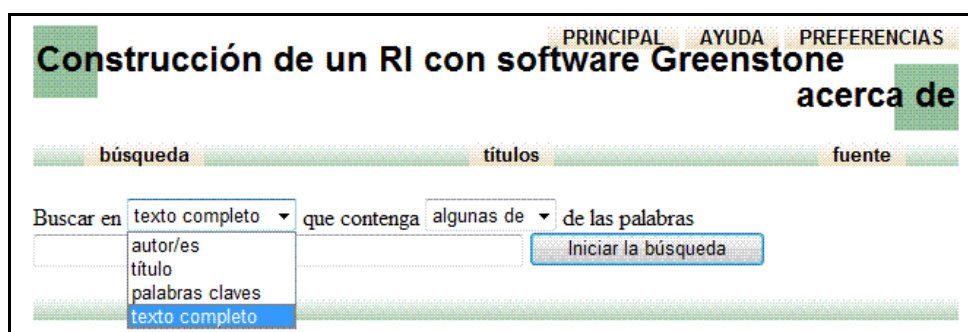 PRINCIPAL AYUDA PREFERENCIAS
Construcción de un RI con software Greenstone
acerca de
búsqueda títulos fuente
Buscar en texto completo que contenga algunas de de las palabras
Iniciar la búsqueda
autor/es
título
palabras claves
texto completo